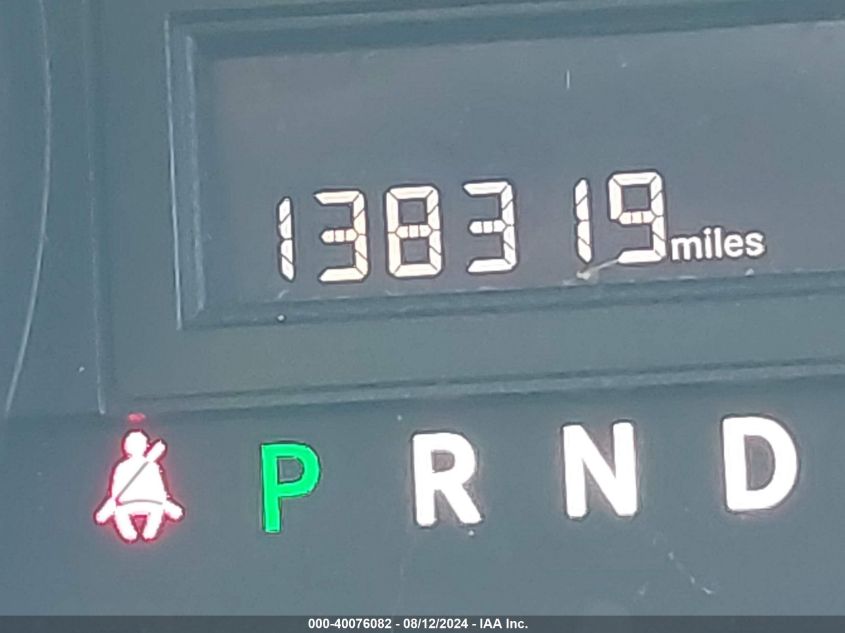 138319 miles
P R N D
000-40076082 - 08/12/2024 - IAA Inc.